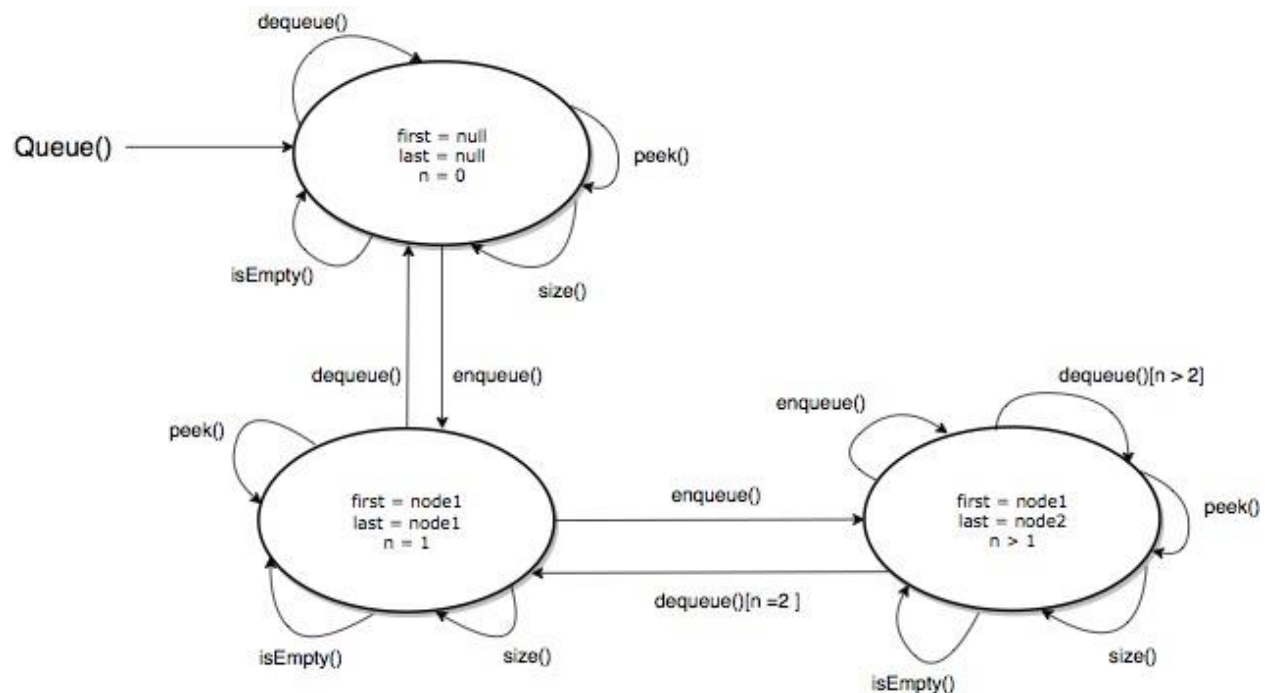 dequeue()
Queue()
first = null
last = null
n = 0
peek()
isEmpty()
size()
dequeue()
enqueue()
peek()
first = node1
last = node1
n = 1
isEmpty()
size()
enqueue()
dequeue()[n =2 ]
enqueue()
dequeue()[n > 2]
first = node1
last = node2
n > 1
peek()
isEmpty()
size()